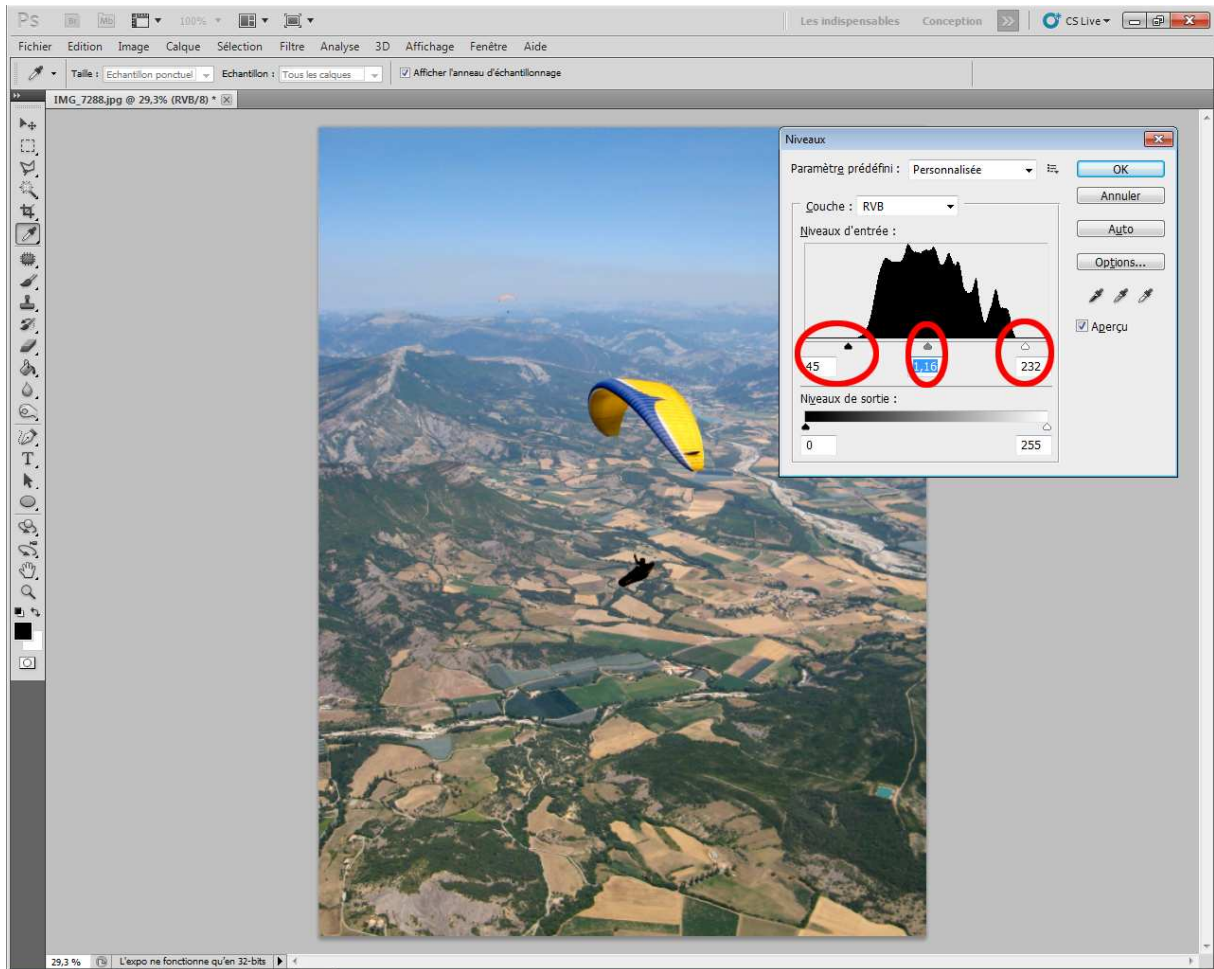 Ps Br Mb 100% Les indispensables Conception >> CS Live
Fichier Edition Image Calque Sélection Filtre Analyse 3D Affichage Fenêtre Aide
Taille : Echantillon ponctuel Echantillon : Tous les calques Afficher l'anneau d'échantillonnage
IMG_7288.jpg @ 29,3% (RVB/8) *
Niveaux
Paramètre prédéfini : Personnalisée OK
Annuler
Couche : RVB
Niveaux d'entrée : Auto
Options...
Aperçu
45 1,16 232
Niveaux de sortie :
0 255
T
29,3 % L'expo ne fonctionne qu'en 32-bits